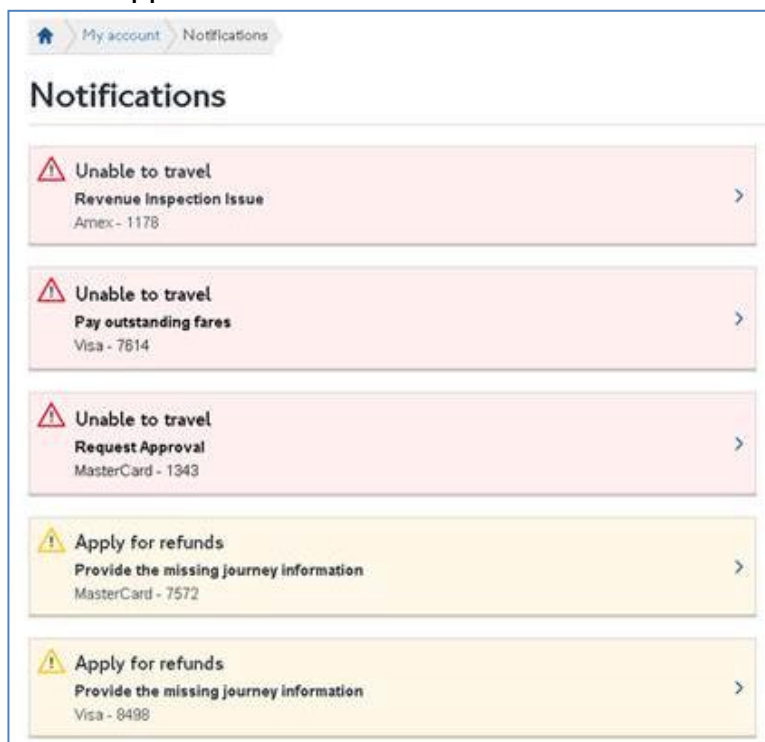 My account Notifications
Notifications
Unable to travel
Revenue Inspection Issue
Amex - 1178
Unable to travel
Pay outstanding fares
Visa - 7614
Unable to travel
Request Approval
MasterCard - 1343
Apply for refunds
Provide the missing journey information
MasterCard - 7572
Apply for refunds
Provide the missing journey information
Visa - 8498